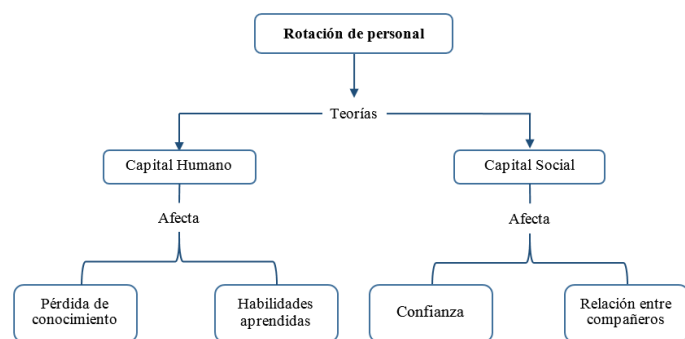 Rotación de personal
Teorías
Capital Humano
Capital Social
Afecta
Afecta
Pérdida de
conocimiento
Habilidades
aprendidas
Confianza
Relación entre
compañeros